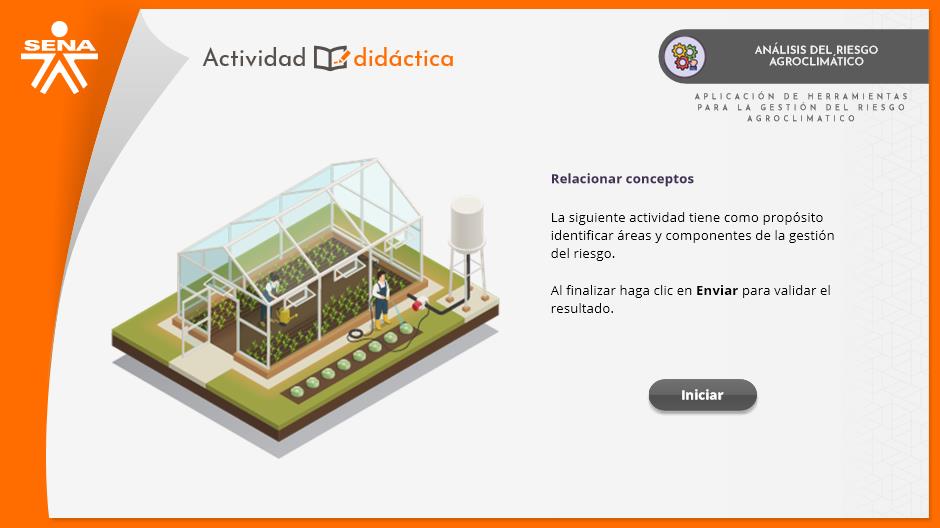 SENA
Actividad didáctica
ANÁLISIS DEL RIESGO
AGROCLIMÁTICO
APLICACIÓN DE HERRAMIENTAS
PARA LA GESTIÓN DEL RIESGO
AGROCLIMATICO
Relacionar conceptos
La siguiente actividad tiene como propósito
identificar áreas y componentes de la gestión
del riesgo.
Al finalizar haga clic en Enviar para validar el
resultado.
Iniciar